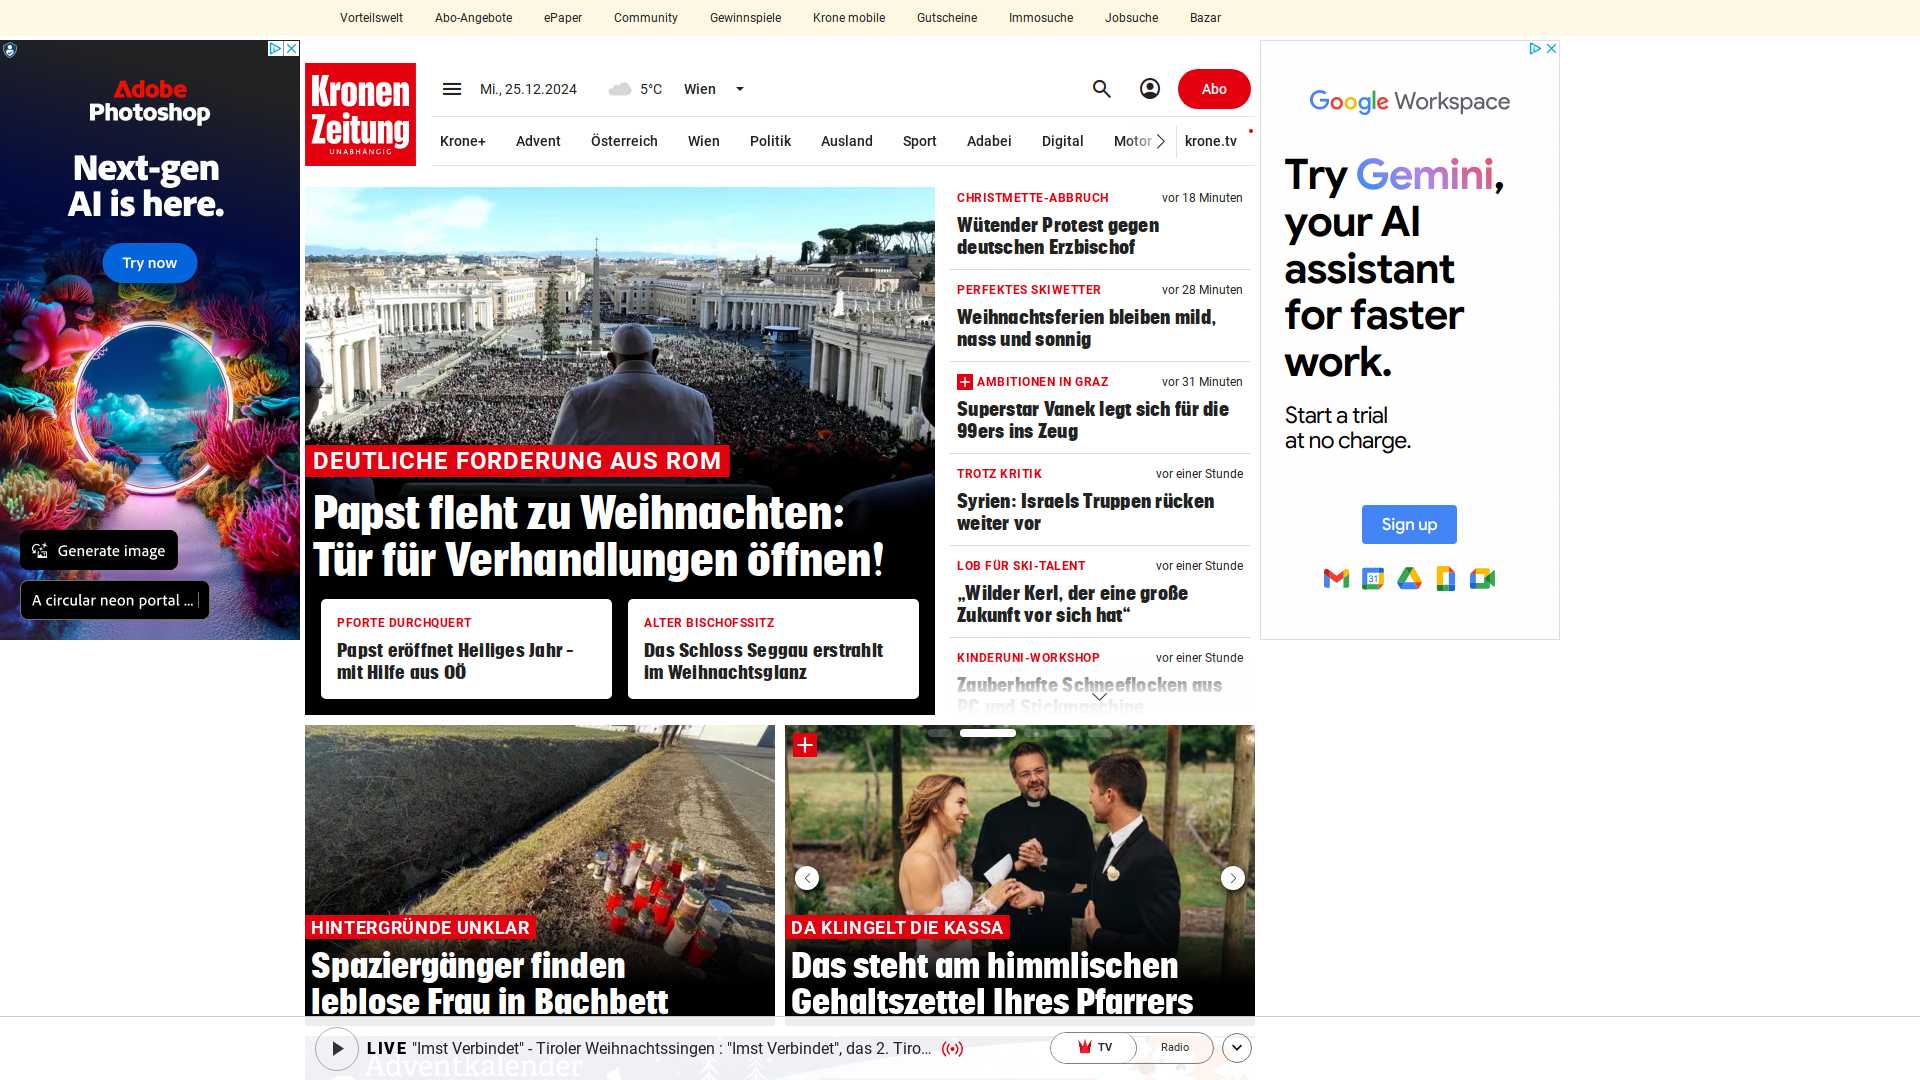 Vorteilswelt Abo-Angebote ePaper Community Gewinnspiele Krone mobile Gutscheine Immosuche Jobsuche Bazar
Adobe
Photoshop
Next-gen
AI is here.
Try now
Generate image
A circular neon portal ...
Kronen
Zeitung
UNABHÄNGIG
Mi., 25.12.2024 5°C Wien
Abo
Krone+ Advent Österreich Wien Politik Ausland Sport Adabei Digital Motor krone.tv
DEUTLICHE FORDERUNG AUS ROM
Papst fleht zu Weihnachten:
Tür für Verhandlungen öffnen!
PFORTE DURCHQUERT
Papst eröffnet Heiliges Jahr –
mit Hilfe aus OÖ
ALTER BISCHOFSSITZ
Das Schloss Seggau erstrahlt
im Weihnachtsglanz
CHRISTMETTE-ABBRUCH vor 18 Minuten
Wütender Protest gegen
deutschen Erzbischof
PERFEKTES SKIWETTER vor 28 Minuten
Weihnachtsferien bleiben mild,
nass und sonnig
AMBITIONEN IN GRAZ vor 31 Minuten
Superstar Vanek legt sich für die
99ers ins Zeug
TROTZ KRITIK vor einer Stunde
Syrien: Israels Truppen rücken
weiter vor
LOB FÜR SKI-TALENT vor einer Stunde
„Wilder Kerl, der eine große
Zukunft vor sich hat“
KINDERUNI-WORKSHOP vor einer Stunde
Zauberhafte Schneeflocken aus
PC und Stickmaschine
Google Workspace
Try Gemini,
your AI
assistant
for faster
work.
Start a trial
at no charge.
Sign up
31
HINTERGRÜNDE UNKLAR
Spaziergänger finden
leblose Frau in Bachbett
DA KLINGELT DIE KASSA
Das steht am himmlischen
Gehaltszettel Ihres Pfarrers
LIVE "Imst Verbindet" - Tiroler Weihnachtssingen : "Imst Verbindet", das 2. Tiro...
TV Radio
Adventkalender